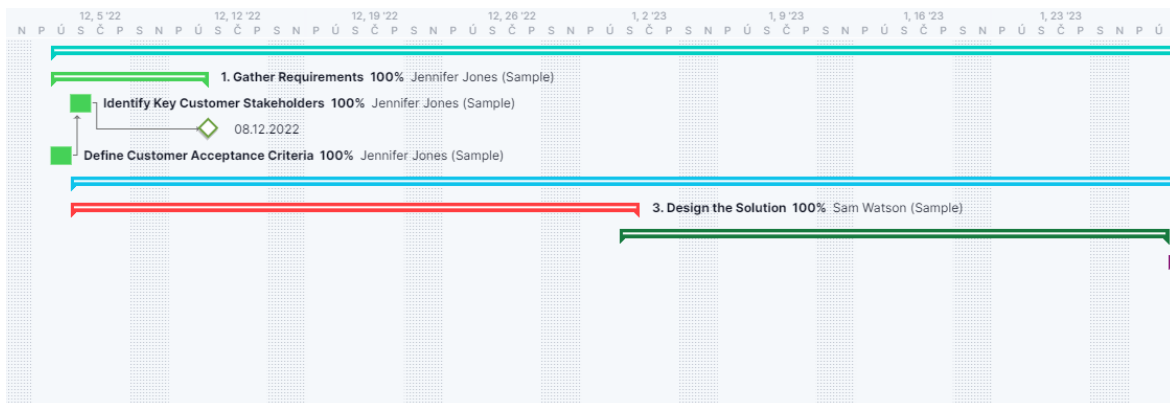 12, 5 '22 12, 12 '22 12, 19 '22 12, 26 '22 1, 2 '23 1, 9 '23 1, 16 '23 1, 23 '23
N P Ú S Č P S N P Ú S Č P S N P Ú S Č P S N P Ú S Č P S N P Ú S Č P S N P Ú S Č P S N P Ú S Č P S N P Ú S Č P S N P Ú
1. Gather Requirements 100% Jennifer Jones (Sample)
Identify Key Customer Stakeholders 100% Jennifer Jones (Sample)
08.12.2022
Define Customer Acceptance Criteria 100% Jennifer Jones (Sample)
3. Design the Solution 100% Sam Watson (Sample)